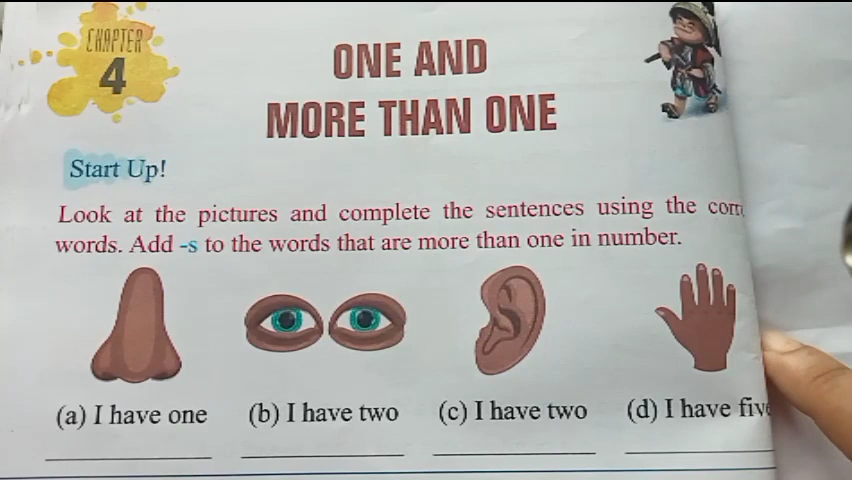 CHAPTER
4
ONE AND
MORE THAN ONE
Start Up!
Look at the pictures and complete the sentences using the
words. Add -s to the words that are more than one in number.
(a) I have one (b) I have two (c) I have two (d) I have five